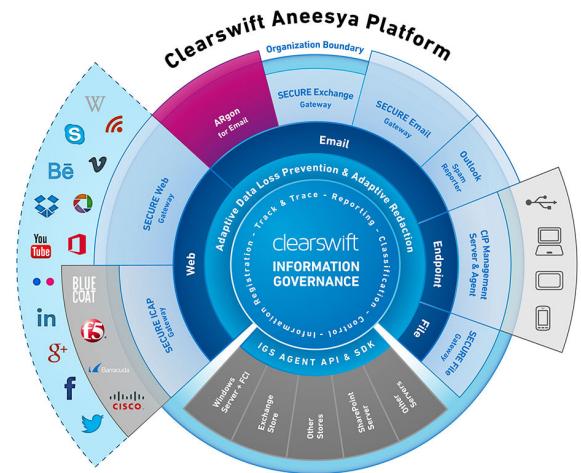 Clearswift Aneesya Platform
Organization Boundary
ARgon
for Email
SECURE Exchange
Gateway
SECURE Email
Gateway
Outlook
Spam
Reporter
CIP Management
Server & Agent
SECURE File
Gateway
SECURE Web
Gateway
SECURE ICAP
Gateway
Email
Endpoint
File
Web
Adaptive Data Loss Prevention & Adaptive Redaction
Information Registration - Track & Trace - Reporting - Classification - Control -
clearswift
INFORMATION
GOVERNANCE
IGS AGENT API & SDK
Windows
Server + FCI
Exchange
Store
Other
Stores
SharePoint
Server
Other
Servers
W
S
Bē
v
You
Tube
in
g+
f
BLUE
COAT
f5
Barracuda
CISCO.